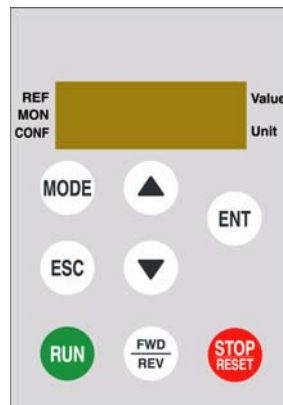 REF
MON
CONF
Value
Unit
MODE
ENT
ESC
RUN
FWD
REV
STOP
RESET